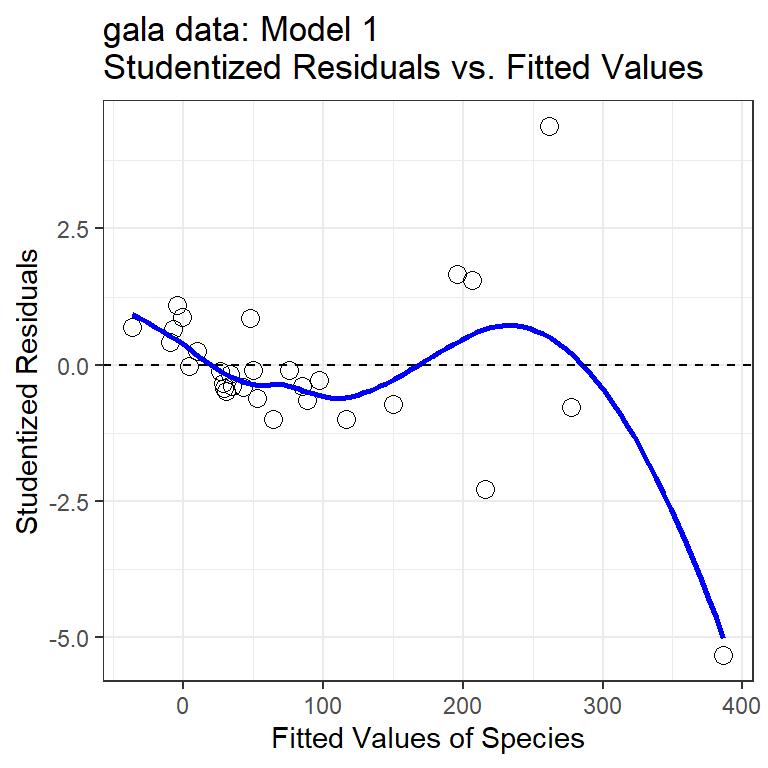 gala data: Model 1
Studentized Residuals vs. Fitted Values
Studentized Residuals
2.5
0.0
-2.5
-5.0
0 100 200 300 400
Fitted Values of Species